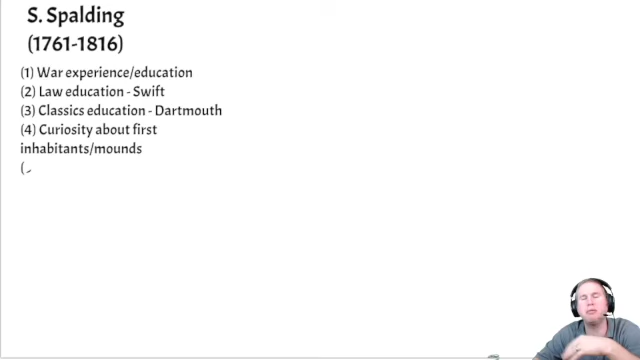 S. Spalding
(1761-1816)
(1) War experience/education
(2) Law education - Swift
(3) Classics education - Dartmouth
(4) Curiosity about first
inhabitants/mounds
(